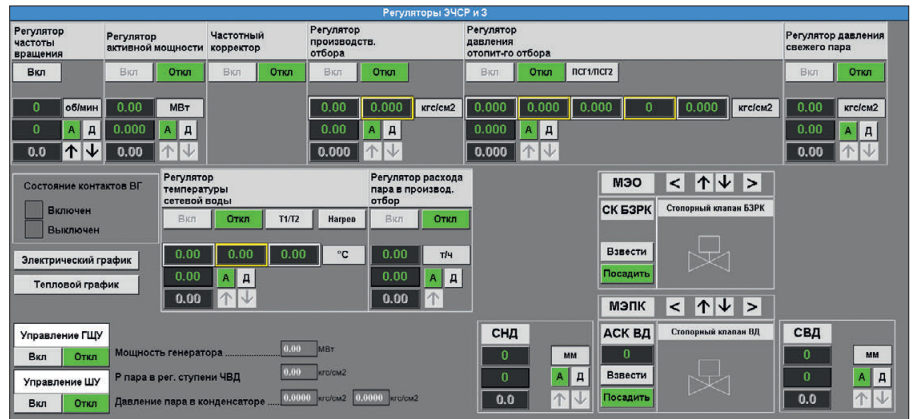 Регуляторы ЭЧСР и З
Регулятор
частоты
вращения
Вкл
0 об/мин
0 А Д
0.0
Регулятор
активной мощности
Вкл Откл
0.00 МВт
0.000 А Д
0.00
Частотный
корректор
Вкл Откл
Регулятор
производств.
отбора
Вкл Откл
0.00 0.000 кгс/см2
0.00 А Д
0.000
Регулятор
давления
отопит-го отбора
Вкл Откл ПСГ1/ПСГ2
0.000 0.000 0.000 0 0.000 кгс/см2
0.000 А Д
0.000
Регулятор давления
свежего пара
Вкл Откл
0.00 кгс/см2
0.00 А Д
0.00
Состояние контактов ВГ
Включен
Выключен
Электрический график
Тепловой график
Регулятор
температуры
сетевой воды
Вкл Откл Т1/Т2 Нагрев
0.00 0.00 0.00 °С
0.00 А Д
0.00
Регулятор расхода
пара в производ.
отбор
Вкл Откл
0.00 т/ч
0.00 А Д
0.00
МЭО < ↑ ↓ >
СК БЗРК Стопорный клапан БЗРК
Взвести
Посадить
Управление ГЩУ
Вкл Откл
Управление ШУ
Вкл Откл
Мощность генератора .................. 0.00 МВт
Р пара в рег. ступени ЧВД 0.00 кгс/см2
Давление пара в конденсаторе ..... 0.0000 кгс/см2 0.0000 кгс/см2
СНД
0 мм
0 А Д
0.0
МЭПК < ↑ ↓ >
АСК ВД Стопорный клапан ВД
0
Взвести
Посадить
СВД
0 мм
0 А Д
0.0